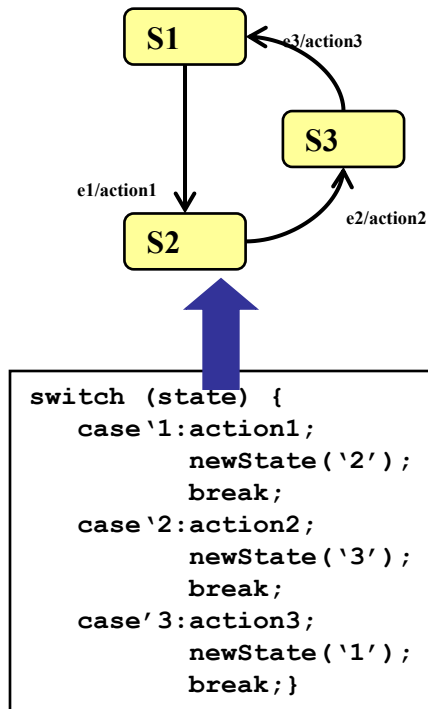 S1
e3/action3
S3
e1/action1
e2/action2
S2
switch (state) {
case‘1:action1;
newState(‘2’);
break;
case‘2:action2;
newState(‘3’);
break;
case’3:action3;
newState(‘1’);
break;}